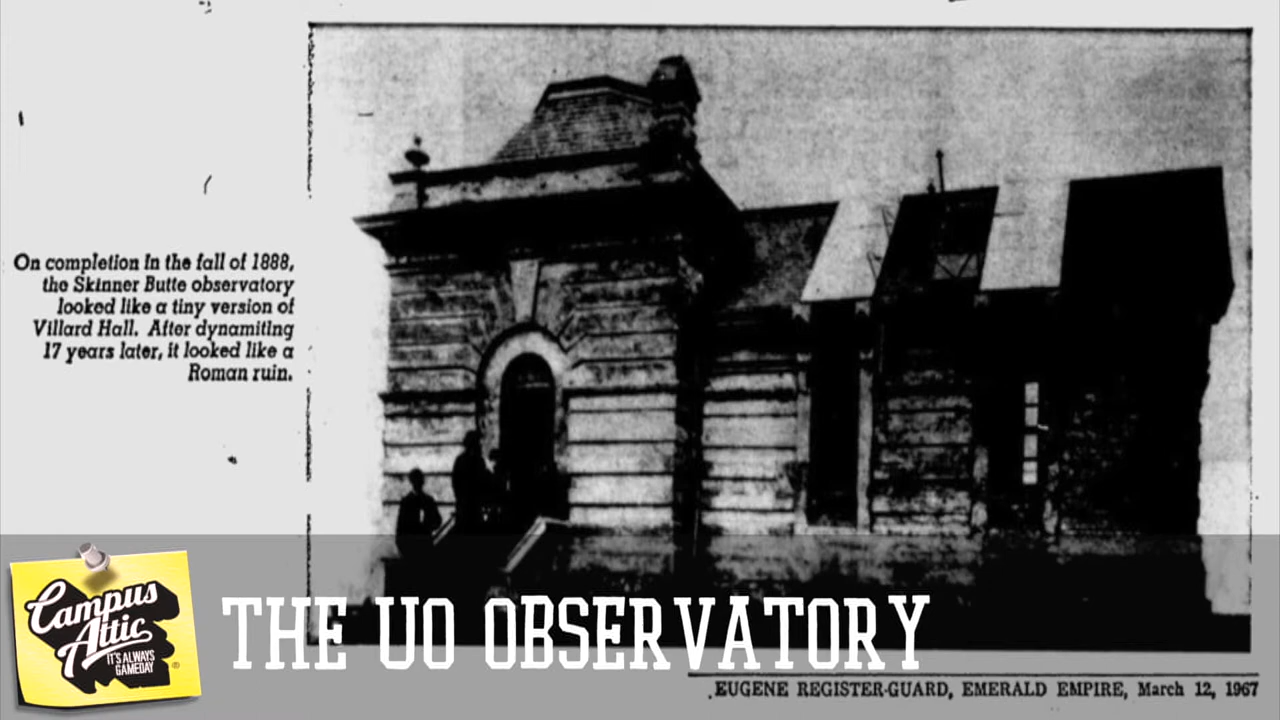 On completion in the fall of 1888,
the Skinner Butte observatory
looked like a tiny version of
Villard Hall. After dynamiting
17 years later, it looked like a
Roman ruin.
Campus
Attic
IT'S ALWAYS
GAMEDAY
®
THE UO OBSERVATORY
EUGENE REGISTER-GUARD, EMERALD EMPIRE, March 12, 1967